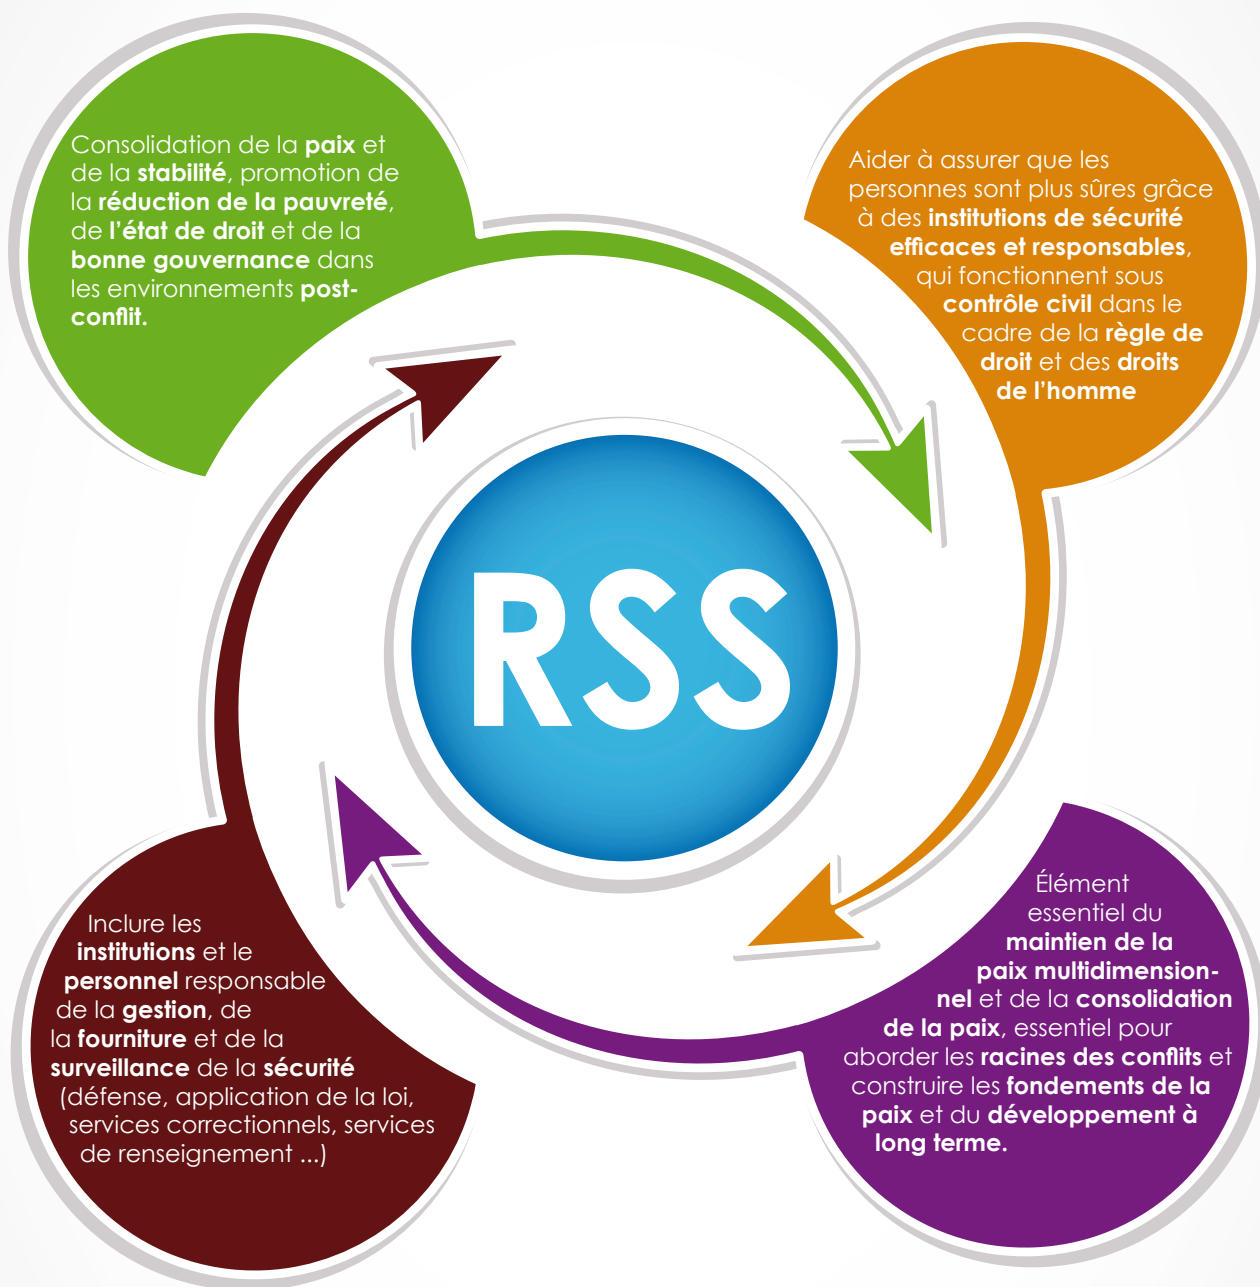 Consolidation de la paix et
de la stabilité, promotion de
la réduction de la pauvreté,
de l'état de droit et de la
bonne gouvernance dans
les environnements post-
conflit.
Aider à assurer que les
personnes sont plus sûres grâce
à des institutions de sécurité
efficaces et responsables,
qui fonctionnent sous
contrôle civil dans le
cadre de la règle de
droit et des droits
de l'homme
RSS
Inclure les
institutions et le
personnel responsable
de la gestion, de
la fourniture et de la
surveillance de la sécurité
(défense, application de la loi,
services correctionnels, services
de renseignement ...)
Élément
essentiel du
maintien de la
paix multidimension-
nel et de la consolidation
de la paix, essentiel pour
aborder les racines des conflits et
construire les fondements de la
paix et du développement à
long terme.